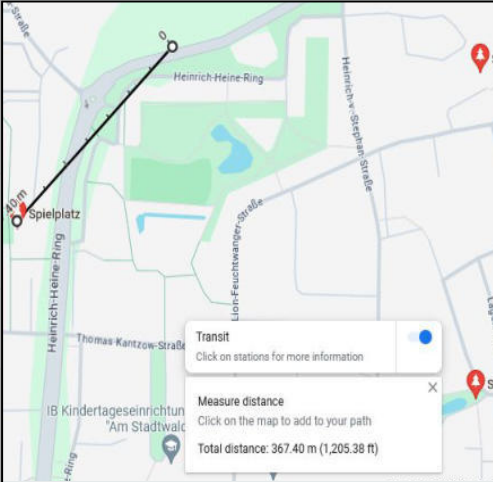 -Straße
0
Heinrich-Heine-Ring
Heinrich-v.-Stephan-Straße
40 m
Spielplatz
Lion-Feuchtwanger-Straße
Heinrich-Heine-Ring
Thomas Kantzow-Straße
Transit
Click on stations for more information
S
Measure distance
Click on the map to add to your path
Total distance: 367.40 m (1,205.38 ft)
IB Kindertageseinrichtun
"Am Stadtwald
-Ring